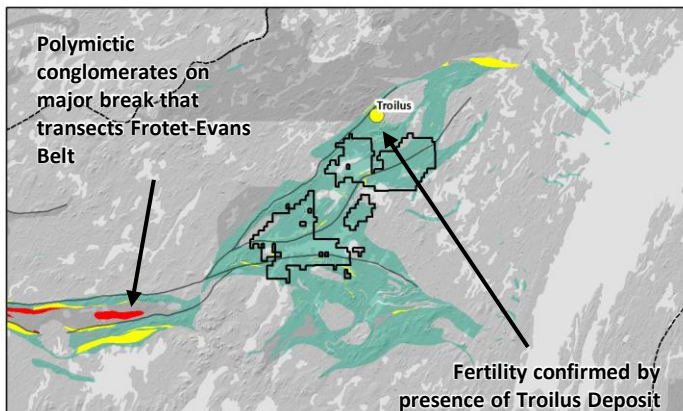 Polymictic
conglomerates on
major break that
transects Frotet-Evans
Belt
Troilus
Fertility confirmed by
presence of Troilus Deposit